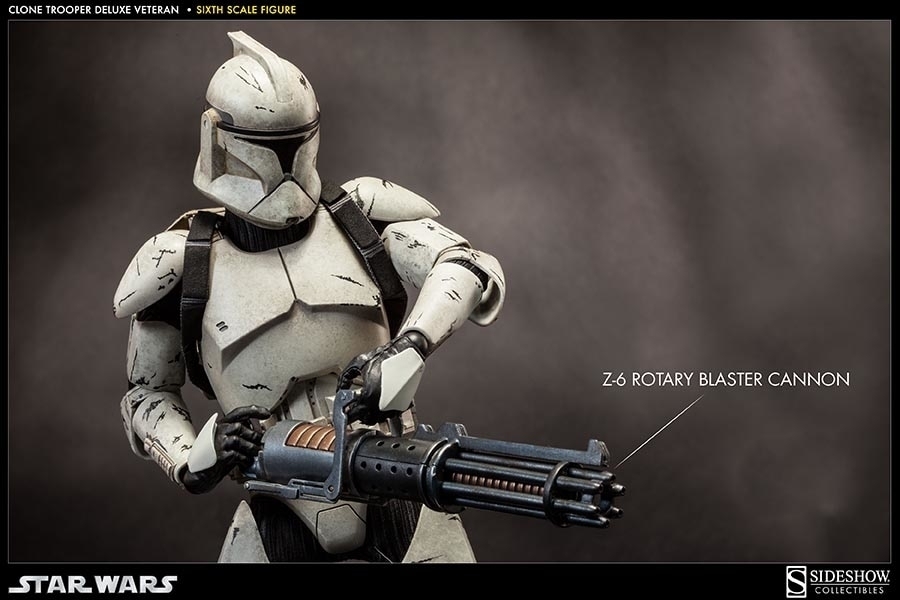 CLONE TROOPER DELUXE VETERAN • SIXTH SCALE FIGURE
Z-6 ROTARY BLASTER CANNON
STAR WARS
S SIDESHOW
COLLECTIBLES